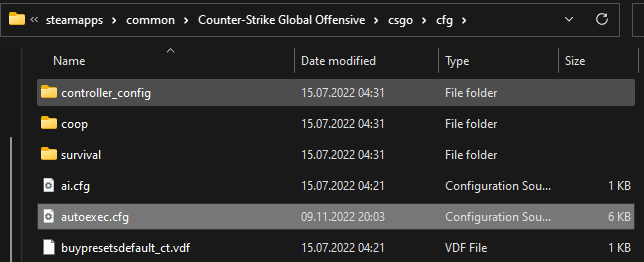 steamapps > common > Counter-Strike Global Offensive > csgo > cfg >
Name Date modified Type Size
controller_config 15.07.2022 04:31 File folder
coop 15.07.2022 04:31 File folder
survival 15.07.2022 04:31 File folder
ai.cfg 15.07.2022 04:21 Configuration Sou... 1 KB
autoexec.cfg 09.11.2022 20:03 Configuration Sou... 6 KB
buypresetsdefault_ct.vdf 15.07.2022 04:21 VDF File 1 KB